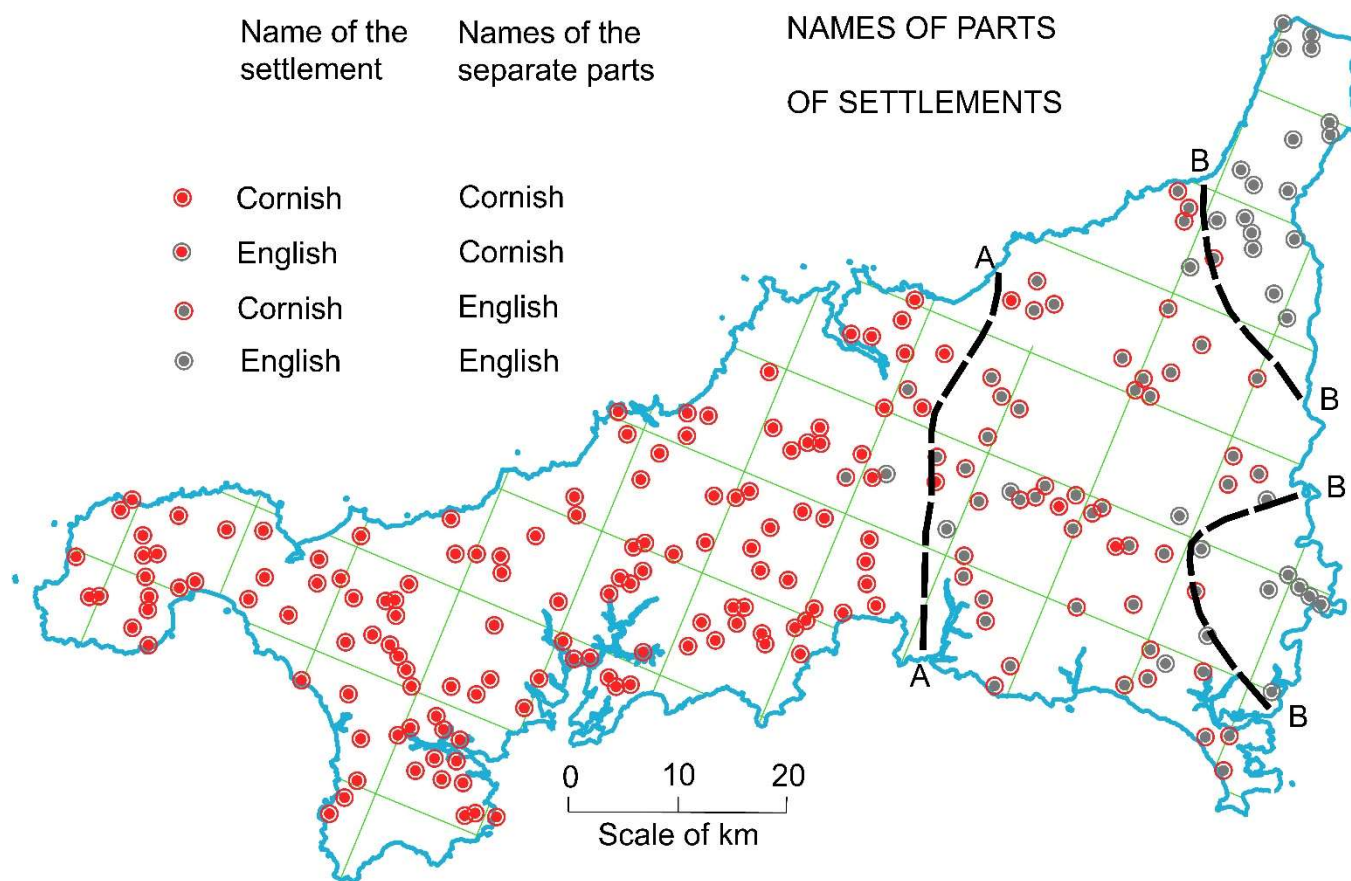 Name of the
settlement
Names of the
separate parts
NAMES OF PARTS
OF SETTLEMENTS
Cornish Cornish
English Cornish
Cornish English
English English
B
A
B
B
A
B
0 10 20
Scale of km